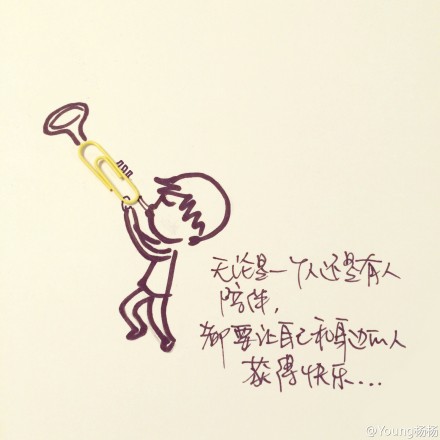 无论是一个人还是有人
陪伴，
都要让自己和身边的人
获得快乐...
@Young杨杨